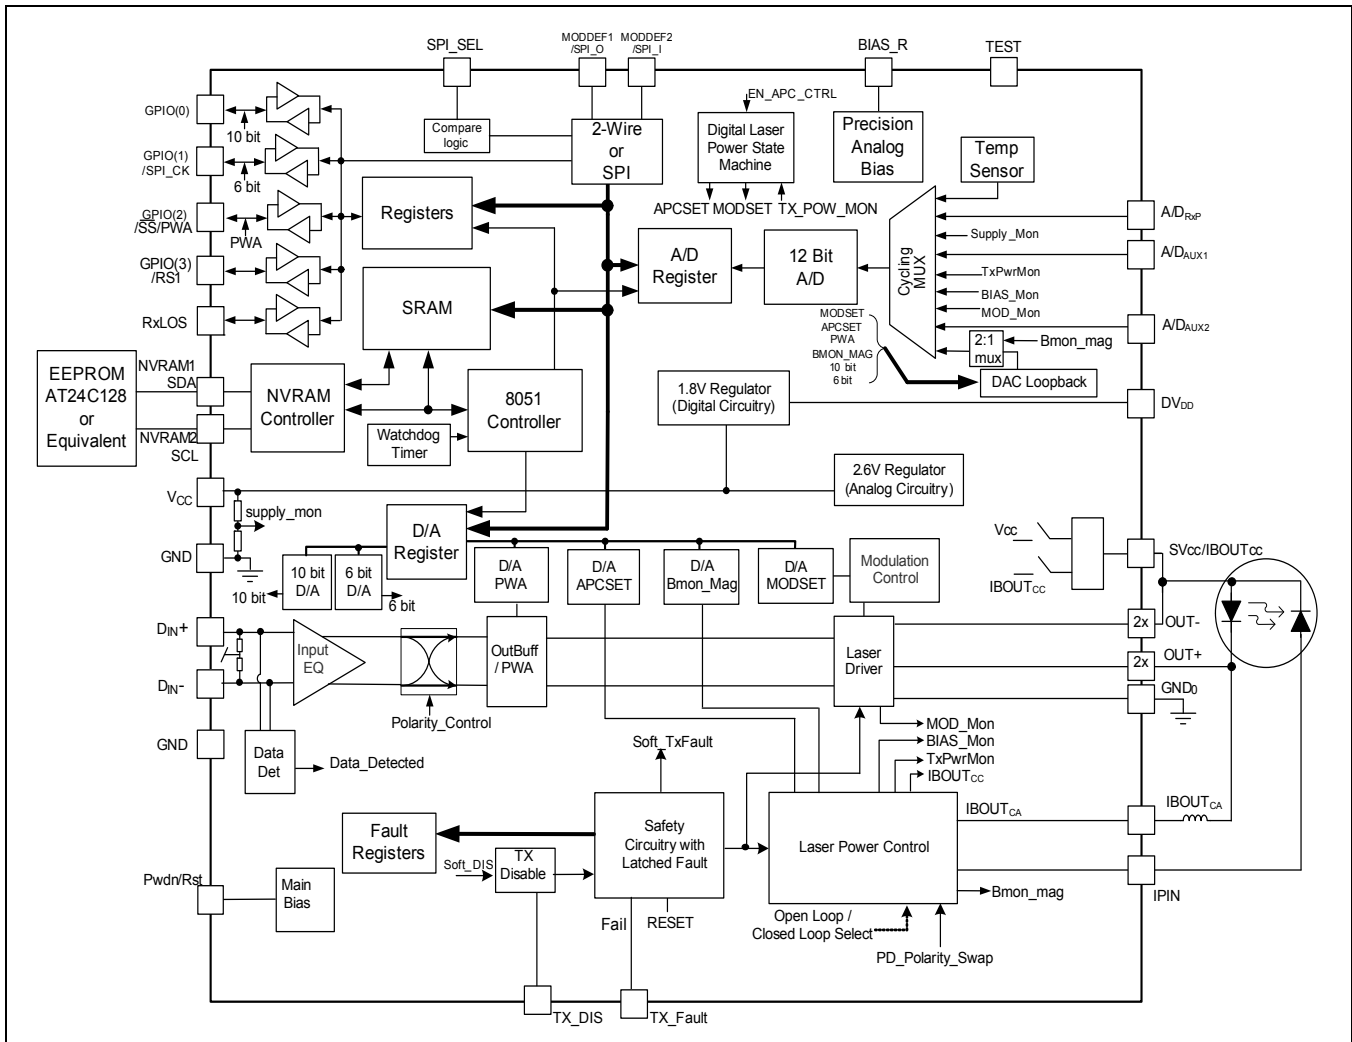 SPI_SEL
MODDEF1
/SPI_O
MODDEF2
/SPI_I
BIAS_R
TEST
GPIO(0)
10 bit
GPIO(1)
/SPI_CK
6 bit
GPIO(2)
/SS/PWA
PWA
GPIO(3)
/RS1
RxLOS
Compare
logic
2-Wire
or
SPI
EN_APC_CTRL
Digital Laser
Power State
Machine
APCSET
MODSET
TX_POW_MON
Precision
Analog
Bias
Temp
Sensor
Registers
A/D
Register
12 Bit
A/D
Cycling
MUX
Supply_Mon
TxPwrMon
BIAS_Mon
MOD_Mon
A/DRxP
A/DAUX1
A/DAUX2
SRAM
MODSET
APCSET
PWA
BMON_MAG
10 bit
6 bit
2:1
mux
Bmon_mag
DAC Loopback
EEPROM
AT24C128
or
Equivalent
NVRAM1
SDA
NVRAM2
SCL
NVRAM
Controller
8051
Controller
Watchdog
Timer
1.8V Regulator
(Digital Circuitry)
DVDD
2.6V Regulator
(Analog Circuitry)
VCC
supply_mon
GND
D/A
Register
10 bit
D/A
6 bit
D/A
10 bit
6 bit
D/A
PWA
D/A
APCSET
D/A
Bmon_Mag
D/A
MODSET
Modulation
Control
Vcc
IBOUTCC
SVcc/IBOUTcc
DIN+
DIN-
Input
EQ
Polarity_Control
OutBuff
/ PWA
Laser
Driver
2x
OUT-
2x
OUT+
GND0
GND
Data
Det
Data_Detected
Soft_TxFault
MOD_Mon
BIAS_Mon
TxPwrMon
IBOUTCC
Fault
Registers
Soft_DIS
TX
Disable
Safety
Circuitry with
Latched Fault
Laser Power Control
IBOUTCA
IBOUTCA
IPIN
Bmon_mag
Pwdn/Rst
Main
Bias
Fail
RESET
Open Loop /
Closed Loop Select
PD_Polarity_Swap
TX_DIS
TX_Fault